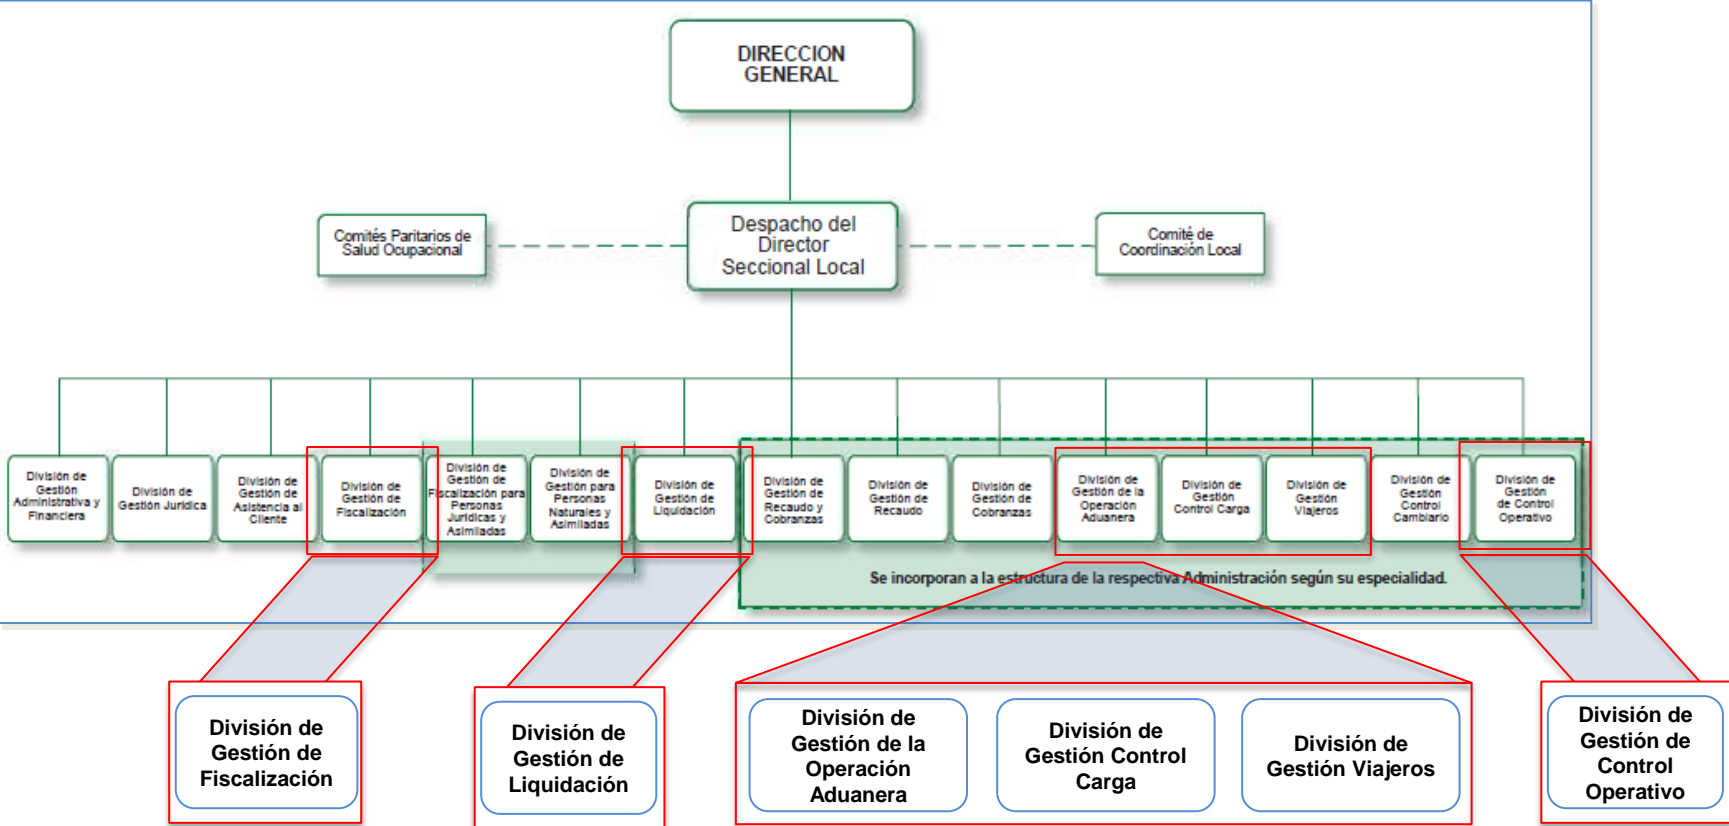 DIRECCION
GENERAL
Comités Paritarios de
Salud Ocupacional
Despacho del
Director
Seccional Local
Comité de
Coordinación Local
División de
Gestión
Administrativa y
Financiera
División de
Gestión Jurídica
División de
Gestión de
Asistencia al
Cliente
División de
Gestión de
Fiscalización
División de
Gestión de
Fiscalización para
Personas
Jurídicas y
Asimiladas
División de
Gestión para
Personas
Naturales y
Asimiladas
División de
Gestión de
Liquidación
División de
Gestión de
Recaudo y
Cobranzas
División de
Gestión de
Recaudo
División de
Gestión de
Cobranzas
División de
Gestión de la
Operación
Aduanera
División de
Gestión
Control Carga
División de
Gestión
Viajeros
División de
Gestión
Control
Cambiario
División de
Gestión
de Control
Operativo
Se incorporan a la estructura de la respectiva Administración según su especialidad.
División de
Gestión de
Fiscalización
División de
Gestión de
Liquidación
División de
Gestión de la
Operación
Aduanera
División de
Gestión Control
Carga
División de
Gestión Viajeros
División de
Gestión de
Control
Operativo